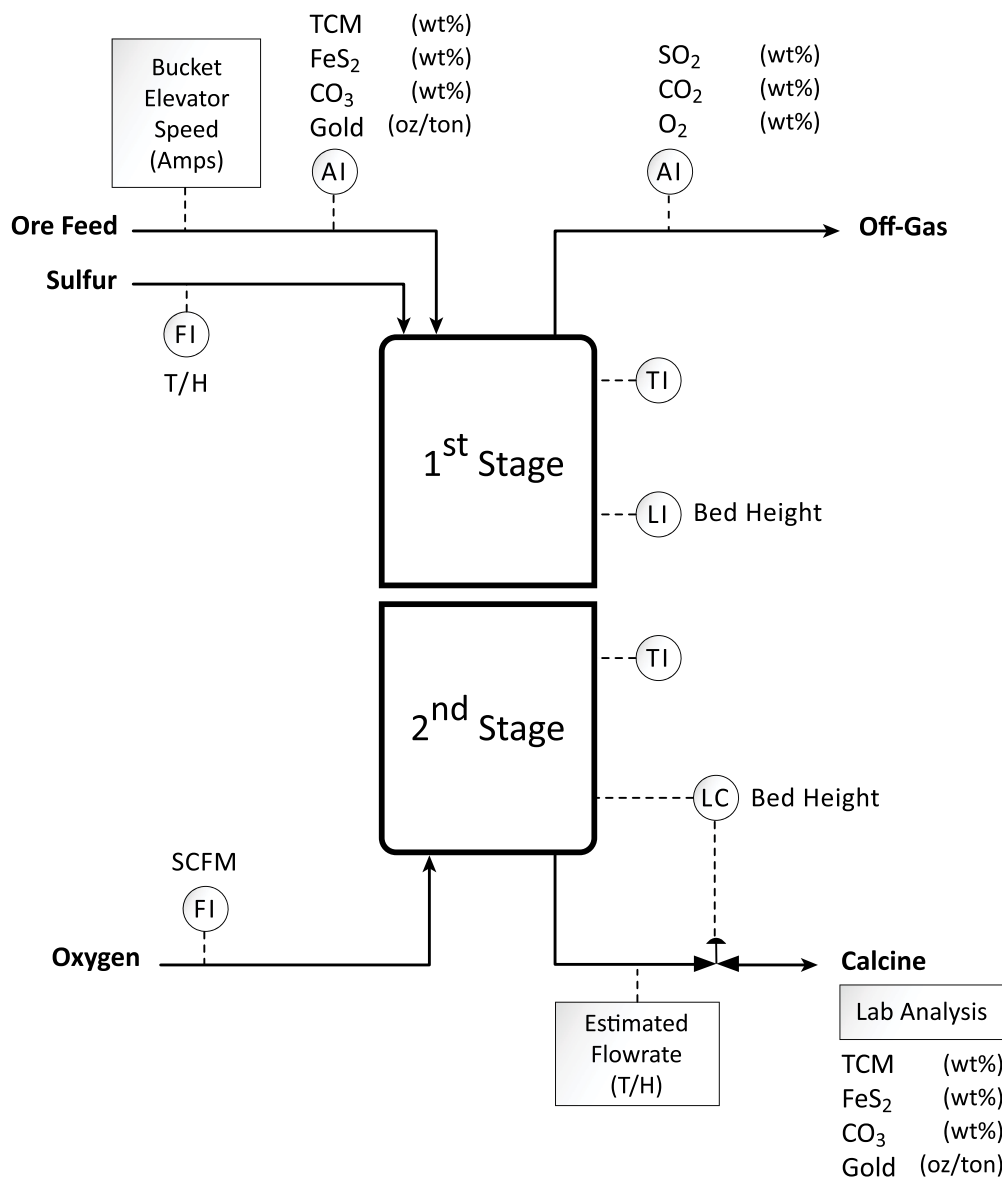 TCM (wt%)
FeS₂ (wt%)
CO₃ (wt%)
Gold (oz/ton)
AI
SO₂ (wt%)
CO₂ (wt%)
O₂ (wt%)
AI
Bucket
Elevator
Speed
(Amps)
Ore Feed
Off-Gas
Sulfur
FI
T/H
TI
1st Stage
LI Bed Height
TI
2nd Stage
LC Bed Height
SCFM
FI
Oxygen
Calcine
Estimated
Flowrate
(T/H)
Lab Analysis
TCM (wt%)
FeS₂ (wt%)
CO₃ (wt%)
Gold (oz/ton)